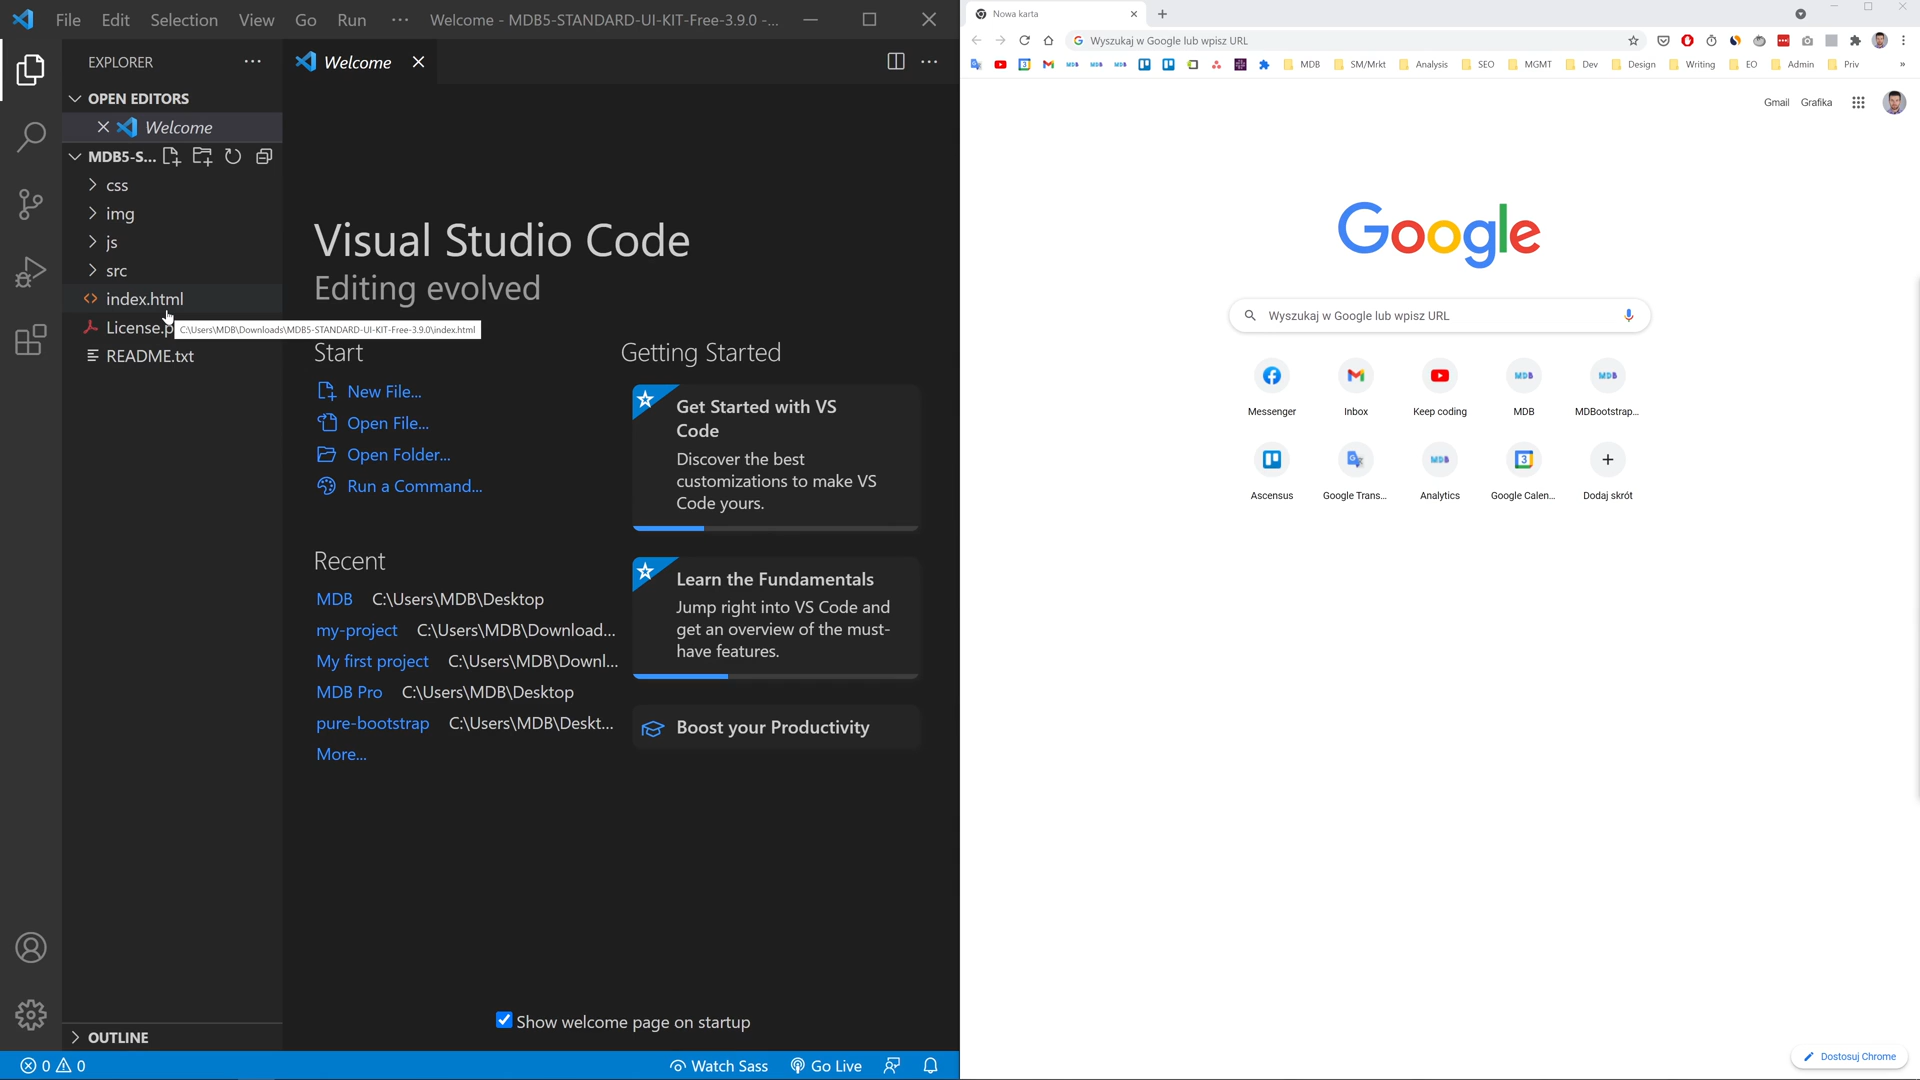 File Edit Selection View Go Run ··· Welcome - MDB5-STANDARD-UI-KIT-Free-3.9.0 -...
EXPLORER
Welcome
OPEN EDITORS
Welcome
MDB5-S...
css
img
js
src
index.html
License.p
C:\Users\MDB\Downloads\MDB5-STANDARD-UI-KIT-Free-3.9.0\index.html
README.txt
OUTLINE
Visual Studio Code
Editing evolved
Start
New File...
Open File...
Open Folder...
Run a Command...
Recent
MDB C:\Users\MDB\Desktop
my-project C:\Users\MDB\Download...
My first project C:\Users\MDB\Downl...
MDB Pro C:\Users\MDB\Desktop
pure-bootstrap C:\Users\MDB\Deskt...
More...
Getting Started
Get Started with VS
Code
Discover the best
customizations to make VS
Code yours.
Learn the Fundamentals
Jump right into VS Code and
get an overview of the must-
have features.
Boost your Productivity
Show welcome page on startup
0 0 Watch Sass Go Live
Nowa karta
Wyszukaj w Google lub wpisz URL
MDB SM/Mrkt Analysis SEO MGMT Dev Design Writing EO Admin Priv »
Gmail Grafika
Google
Wyszukaj w Google lub wpisz URL
Messenger Inbox Keep coding MDB MDBootstrap...
Ascensus Google Trans... Analytics Google Calen... Dodaj skrót
Dostosuj Chrome